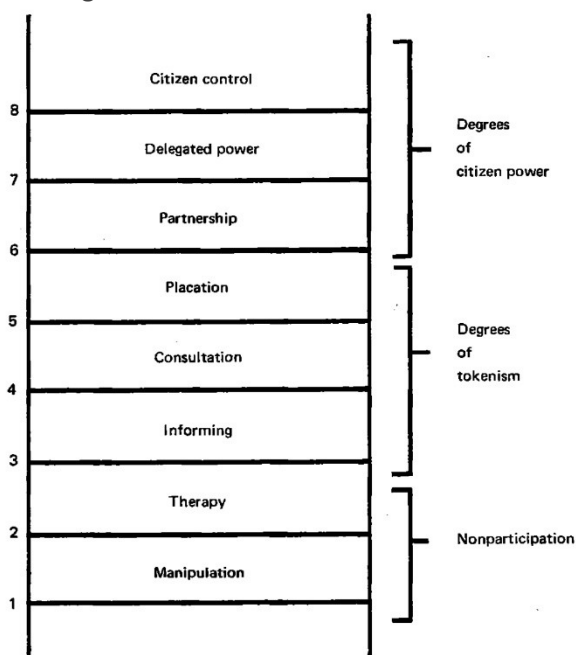 Citizen control
8
Delegated power
7
Partnership
6
Placation
5
Consultation
4
Informing
3
Therapy
2
Manipulation
1
Degrees
of
citizen power
Degrees
of
tokenism
Nonparticipation